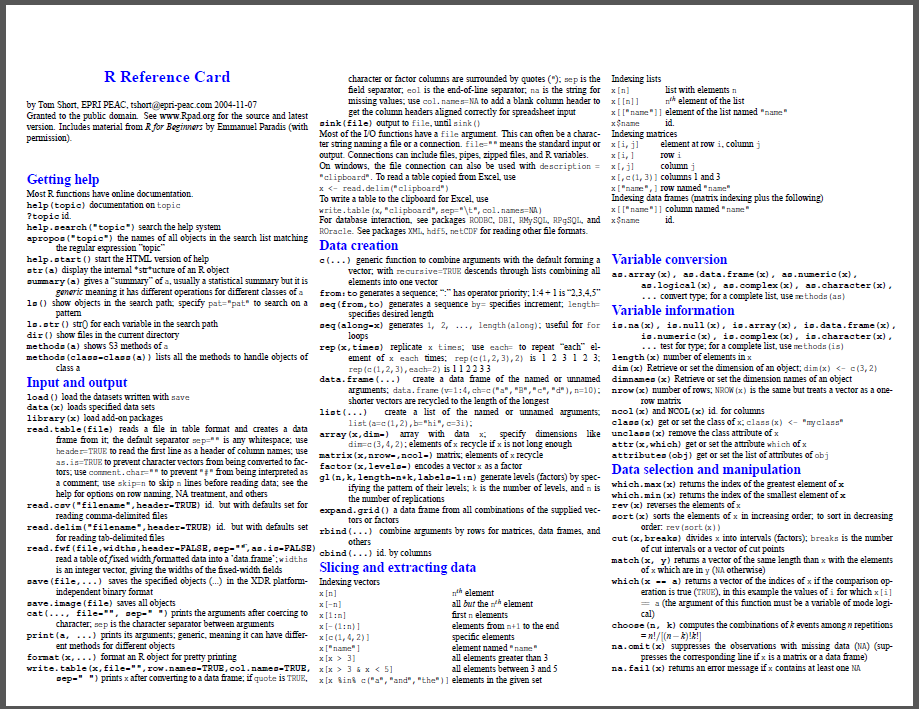 R Reference Card
by Tom Short, EPRI PEAC, tshort@epri-peac.com 2004-11-07
Granted to the public domain. See www.Rpad.org for the source and latest
version. Includes material from R for Beginners by Emmanuel Paradis (with
permission).
Getting help
Most R functions have online documentation.
help(topic) documentation on topic
?topic id.
help.search("topic") search the help system
apropos("topic") the names of all objects in the search list matching
the regular expression "topic"
help.start() start the HTML version of help
str(a) display the internal *str*ucture of an R object
summary(a) gives a "summary" of a, usually a statistical summary but it is
generic meaning it has different operations for different classes of a
ls() show objects in the search path; specify pat="pat" to search on a
pattern
ls.str() str() for each variable in the search path
dir() show files in the current directory
methods(a) shows S3 methods of a
methods(class=class(a)) lists all the methods to handle objects of
class a
Input and output
load() load the datasets written with save
data(x) loads specified data sets
library(x) load add-on packages
read.table(file) reads a file in table format and creates a data
frame from it; the default separator sep="" is any whitespace; use
header=TRUE to read the first line as a header of column names; use
as.is=TRUE to prevent character vectors from being converted to fac-
tors; use comment.char="" to prevent "#" from being interpreted as
a comment; use skip=n to skip n lines before reading data; see the
help for options on row naming, NA treatment, and others
read.csv("filename",header=TRUE) id. but with defaults set for
reading comma-delimited files
read.delim("filename",header=TRUE) id. but with defaults set
for reading tab-delimited files
read.fwf(file,widths,header=FALSE,sep="",as.is=FALSE)
read a table of fixed width formatted data into a 'data.frame'; widths
is an integer vector, giving the widths of the fixed-width fields
save(file,...) saves the specified objects (...) in the XDR platform-
independent binary format
save.image(file) saves all objects
cat(..., file="", sep=" ") prints the arguments after coercing to
character; sep is the character separator between arguments
print(a, ...) prints its arguments; generic, meaning it can have differ-
ent methods for different objects
format(x,...) format an R object for pretty printing
write.table(x,file="",row.names=TRUE,col.names=TRUE,
sep=" ") prints x after converting to a data frame; if quote is TRUE,
character or factor columns are surrounded by quotes ("); sep is the
field separator; eol is the end-of-line separator; na is the string for
missing values; use col.names=NA to add a blank column header to
get the column headers aligned correctly for spreadsheet input
sink(file) output to file, until sink()
Most of the I/O functions have a file argument. This can often be a charac-
ter string naming a file or a connection. file="" means the standard input or
output. Connections can include files, pipes, zipped files, and R variables.
On windows, the file connection can also be used with description =
"clipboard". To read a table copied from Excel, use
x <- read.delim("clipboard")
To write a table to the clipboard for Excel, use
write.table(x,"clipboard",sep="\t",col.names=NA)
For database interaction, see packages RODBC, DBI, RMySQL, RPgSQL, and
ROracle. See packages XML, hdf5, netCDF for reading other file formats.
Data creation
c(...) generic function to combine arguments with the default forming a
vector; with recursive=TRUE descends through lists combining all
elements into one vector
from:to generates a sequence; ":" has operator priority; 1:4 + 1 is "2,3,4,5"
seq(from,to) generates a sequence by= specifies increment; length=
specifies desired length
seq(along=x) generates 1, 2, ..., length(along); useful for for
loops
rep(x,times) replicate x times; use each= to repeat "each" el-
ement of x each times; rep(c(1,2,3),2) is 1 2 3 1 2 3;
rep(c(1,2,3),each=2) is 1 1 2 2 3 3
data.frame(...) create a data frame of the named or unnamed
arguments; data.frame(v=1:4,ch=c("a","B","c","d"),n=10);
shorter vectors are recycled to the length of the longest
list(...) create a list of the named or unnamed arguments;
list(a=c(1,2),b="hi",c=3i);
array(x,dim=) array with data x; specify dimensions like
dim=c(3,4,2); elements of x recycle if x is not long enough
matrix(x,nrow=,ncol=) matrix; elements of x recycle
factor(x,levels=) encodes a vector x as a factor
gl(n,k,length=n*k,labels=1:n) generate levels (factors) by spec-
ifying the pattern of their levels; k is the number of levels, and n is
the number of replications
expand.grid() a data frame from all combinations of the supplied vec-
tors or factors
rbind(...) combine arguments by rows for matrices, data frames, and
others
cbind(...) id. by columns
Slicing and extracting data
Indexing vectors
x[n] nth element
x[-n] all but the nth element
x[1:n] first n elements
x[-(1:n)] elements from n+1 to the end
x[c(1,4,2)] specific elements
x["name"] element named "name"
x[x > 3] all elements greater than 3
x[x > 3 & x < 5] all elements between 3 and 5
x[x %in% c("a","and","the")] elements in the given set
Indexing lists
x[n] list with elements n
x[[n]] nth element of the list
x[["name"]] element of the list named "name"
x$name id.
Indexing matrices
x[i,j] element at row i, column j
x[i,] row i
x[,j] column j
x[,c(1,3)] columns 1 and 3
x["name",] row named "name"
Indexing data frames (matrix indexing plus the following)
x[["name"]] column named "name"
x$name id.
Variable conversion
as.array(x), as.data.frame(x), as.numeric(x),
as.logical(x), as.complex(x), as.character(x),
... convert type; for a complete list, use methods(as)
Variable information
is.na(x), is.null(x), is.array(x), is.data.frame(x),
is.numeric(x), is.complex(x), is.character(x),
... test for type; for a complete list, use methods(is)
length(x) number of elements in x
dim(x) Retrieve or set the dimension of an object; dim(x) <- c(3,2)
dimnames(x) Retrieve or set the dimension names of an object
nrow(x) number of rows; NROW(x) is the same but treats a vector as a one-
row matrix
ncol(x) and NCOL(x) id. for columns
class(x) get or set the class of x; class(x) <- "myclass"
unclass(x) remove the class attribute of x
attr(x,which) get or set the attribute which of x
attributes(obj) get or set the list of attributes of obj
Data selection and manipulation
which.max(x) returns the index of the greatest element of x
which.min(x) returns the index of the smallest element of x
rev(x) reverses the elements of x
sort(x) sorts the elements of x in increasing order; to sort in decreasing
order: rev(sort(x))
cut(x,breaks) divides x into intervals (factors); breaks is the number
of cut intervals or a vector of cut points
match(x, y) returns a vector of the same length than x with the elements
of x which are in y (NA otherwise)
which(x == a) returns a vector of the indices of x if the comparison op-
eration is true (TRUE), in this example the values of i for which x[i]
== a (the argument of this function must be a variable of mode logi-
cal)
choose(n, k) computes the combinations of k events among n repetitions
= n!/[(n − k)!k!]
na.omit(x) suppresses the observations with missing data (NA) (sup-
presses the corresponding line if x is a matrix or a data frame)
na.fail(x) returns an error message if x contains at least one NA